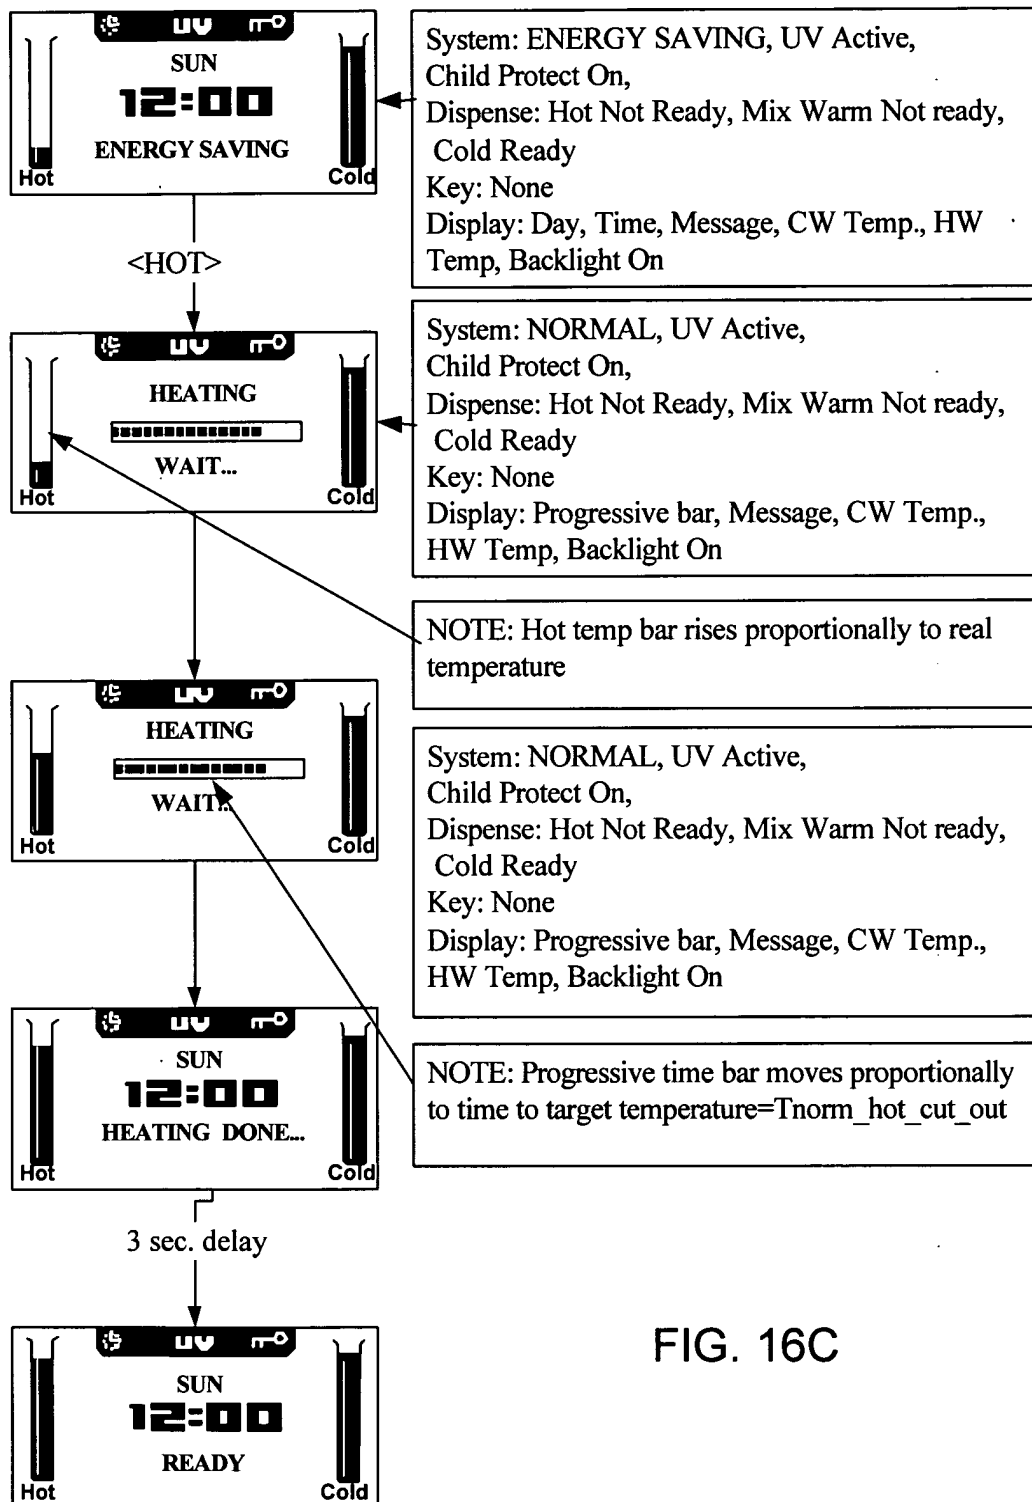 UV
SUN
12:00
ENERGY SAVING
Hot
Cold
System: ENERGY SAVING, UV Active,
Child Protect On,
Dispense: Hot Not Ready, Mix Warm Not ready,
Cold Ready
Key: None
Display: Day, Time, Message, CW Temp., HW
Temp, Backlight On
<HOT>
UV
HEATING
WAIT...
Hot
Cold
System: NORMAL, UV Active,
Child Protect On,
Dispense: Hot Not Ready, Mix Warm Not ready,
Cold Ready
Key: None
Display: Progressive bar, Message, CW Temp.,
HW Temp, Backlight On
NOTE: Hot temp bar rises proportionally to real
temperature
UV
HEATING
WAIT...
Hot
Cold
System: NORMAL, UV Active,
Child Protect On,
Dispense: Hot Not Ready, Mix Warm Not ready,
Cold Ready
Key: None
Display: Progressive bar, Message, CW Temp.,
HW Temp, Backlight On
UV
SUN
12:00
HEATING DONE...
Hot
Cold
NOTE: Progressive time bar moves proportionally
to time to target temperature=Tnorm_hot_cut_out
3 sec. delay
UV
SUN
12:00
READY
Hot
Cold
FIG. 16C